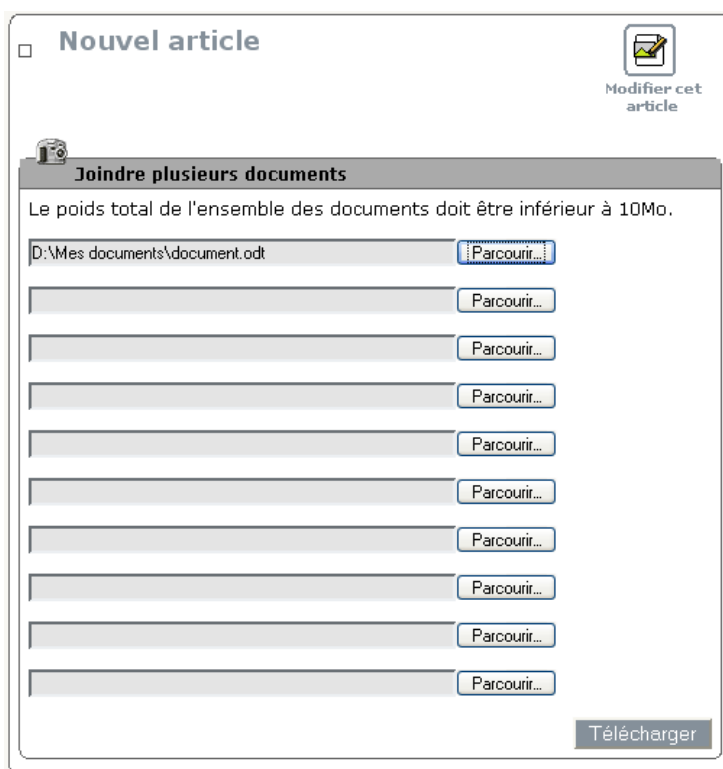 Nouvel article
Modifier cet
article
Joindre plusieurs documents
Le poids total de l'ensemble des documents doit être inférieur à 10Mo.
D:\Mes documents\document.odt Parcourir...
Parcourir...
Parcourir...
Parcourir...
Parcourir...
Parcourir...
Parcourir...
Parcourir...
Parcourir...
Parcourir...
Télécharger